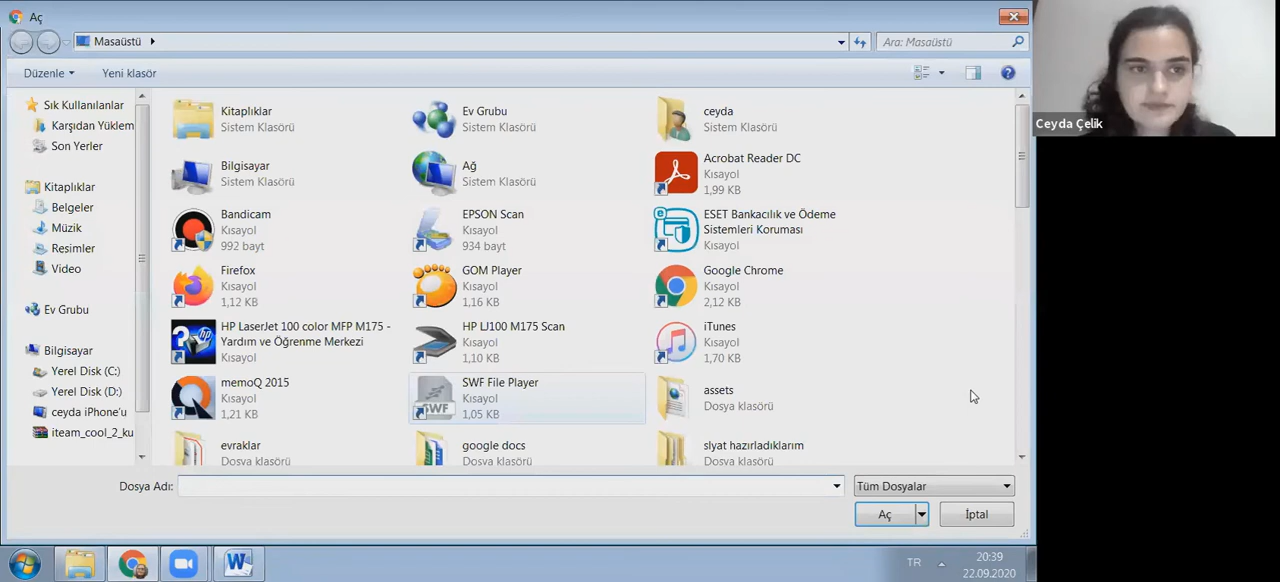 Aç
Masaüstü
Ara: Masaüstü
Düzenle
Yeni klasör
Sık Kullanılanlar
Karşıdan Yüklem
Son Yerler
Kitaplıklar
Belgeler
Müzik
Resimler
Video
Ev Grubu
Bilgisayar
Yerel Disk (C:)
Yerel Disk (D:)
ceyda iPhone'u
iteam_cool_2_ku
Kitaplıklar
Sistem Klasörü
Ev Grubu
Sistem Klasörü
ceyda
Sistem Klasörü
Bilgisayar
Sistem Klasörü
Ağ
Sistem Klasörü
Acrobat Reader DC
Kısayol
1,99 KB
Bandicam
Kısayol
992 bayt
EPSON Scan
Kısayol
934 bayt
ESET Bankacılık ve Ödeme
Sistemleri Koruması
Kısayol
Firefox
Kısayol
1,12 KB
GOM Player
Kısayol
1,16 KB
Google Chrome
Kısayol
2,12 KB
HP LaserJet 100 color MFP M175 -
Yardım ve Öğrenme Merkezi
Kısayol
HP LJ100 M175 Scan
Kısayol
1,10 KB
iTunes
Kısayol
1,70 KB
memoQ 2015
Kısayol
1,21 KB
SWF
SWF File Player
Kısayol
1,05 KB
assets
Dosya klasörü
evraklar
Dosya klasörü
google docs
Dosya klasörü
slyat hazırladıklarım
Dosya klasörü
Dosya Adı:
Tüm Dosyalar
Aç
İptal
TR
20:39
22.09.2020
Ceyda Çelik